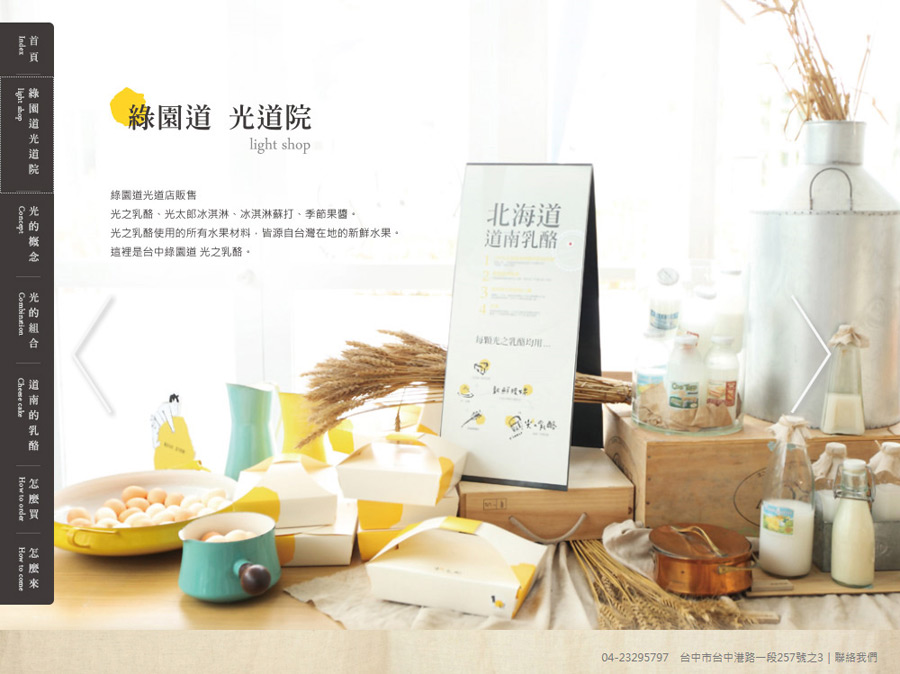 首頁
Index
綠園道光道院
light shop
光的概念
Concept
光的組合
Combination
道南的乳酪
Cheese cake
怎麼買
How to order
怎麼來
How to come
綠園道 光道院
light shop
綠園道光道店販售
光之乳酪、光太郎冰淇淋、冰淇淋蘇打、季節果醬。
光之乳酪使用的所有水果材料，皆源自台灣在地的新鮮水果。
這裡是台中綠園道 光之乳酪。
北海道
道南乳酪
1
2
3
4
每顆光之乳酪均用...
04-23295797 台中市台中港路一段257號之3 | 聯絡我們